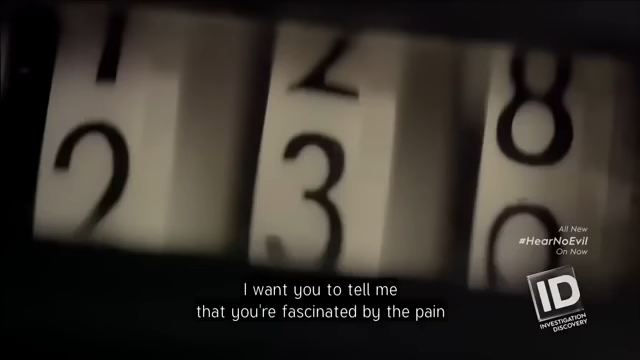 1 2 8
2 3 9
All New
#HearNoEvil
On Now
ID
INVESTIGATION
DISCOVERY
I want you to tell me
that you're fascinated by the pain